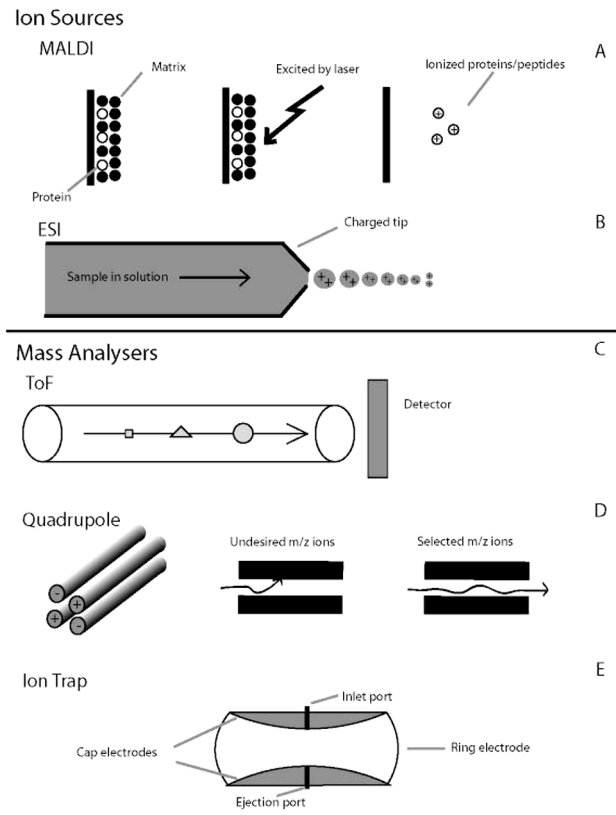 Ion Sources
MALDI
A
Matrix
Excited by laser
Ionized proteins/peptides
+
+
+
Protein
ESI
B
Charged tip
Sample in solution
+ + + + + + + + + + + + + +
Mass Analysers
C
ToF
Detector
Quadrupole
D
Undesired m/z ions
Selected m/z ions
-
+
+
-
Ion Trap
E
Inlet port
Cap electrodes
Ring electrode
Ejection port